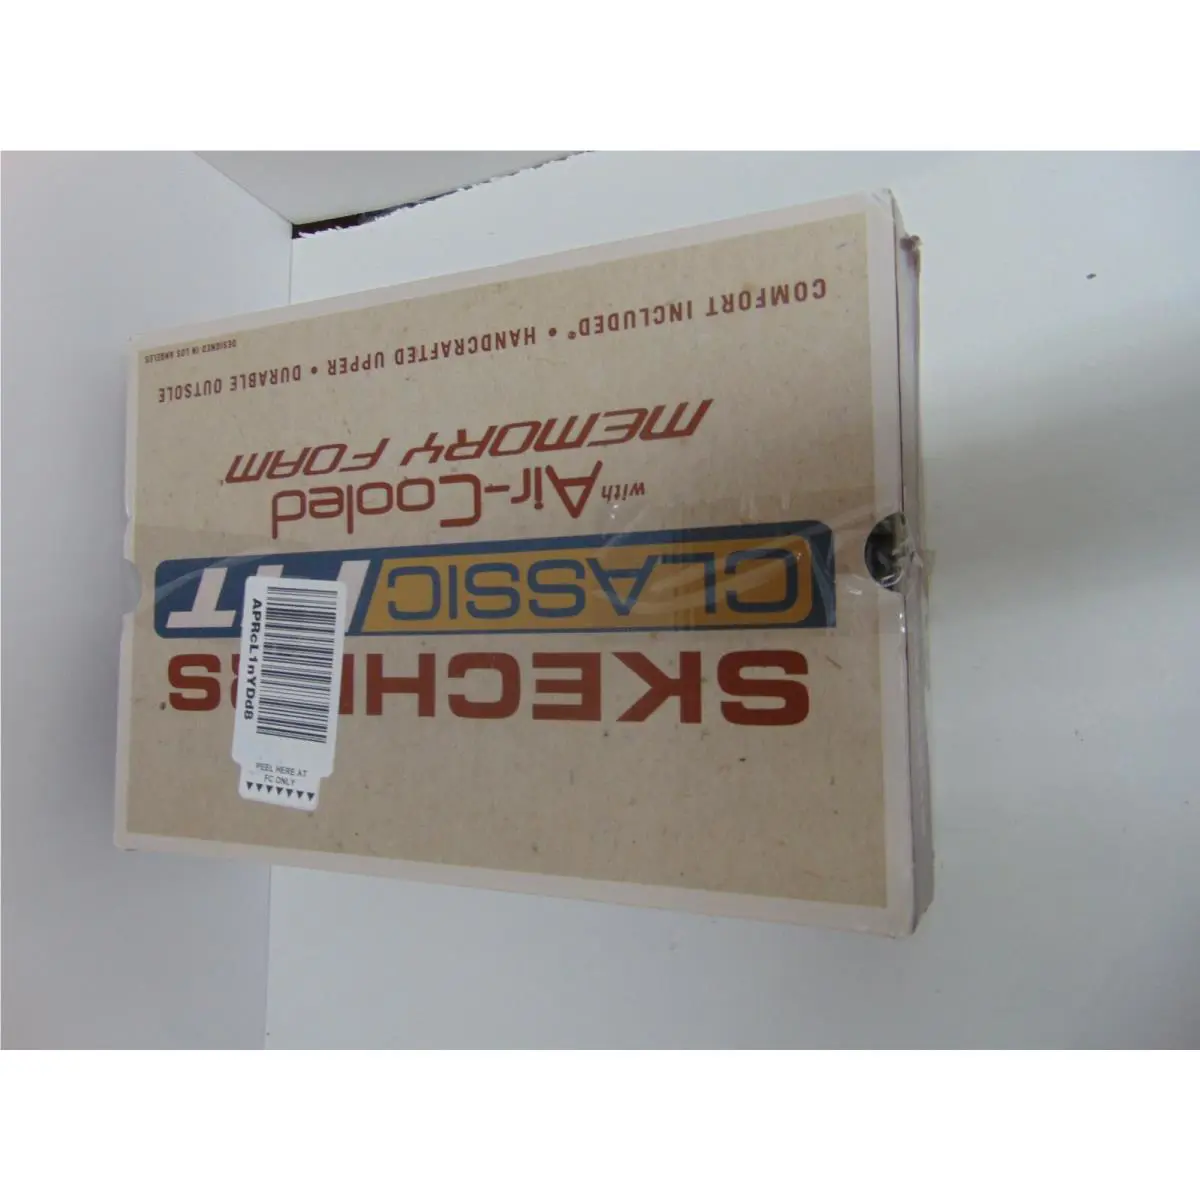 SKECHERS®
CLASSIC FIT
with Air-Cooled
MEMORY FOAM®
COMFORT INCLUDED® • HANDCRAFTED UPPER • DURABLE OUTSOLE
DESIGNED IN LOS ANGELES
APRcL1nYDd8
PEEL HERE AT
FC ONLY